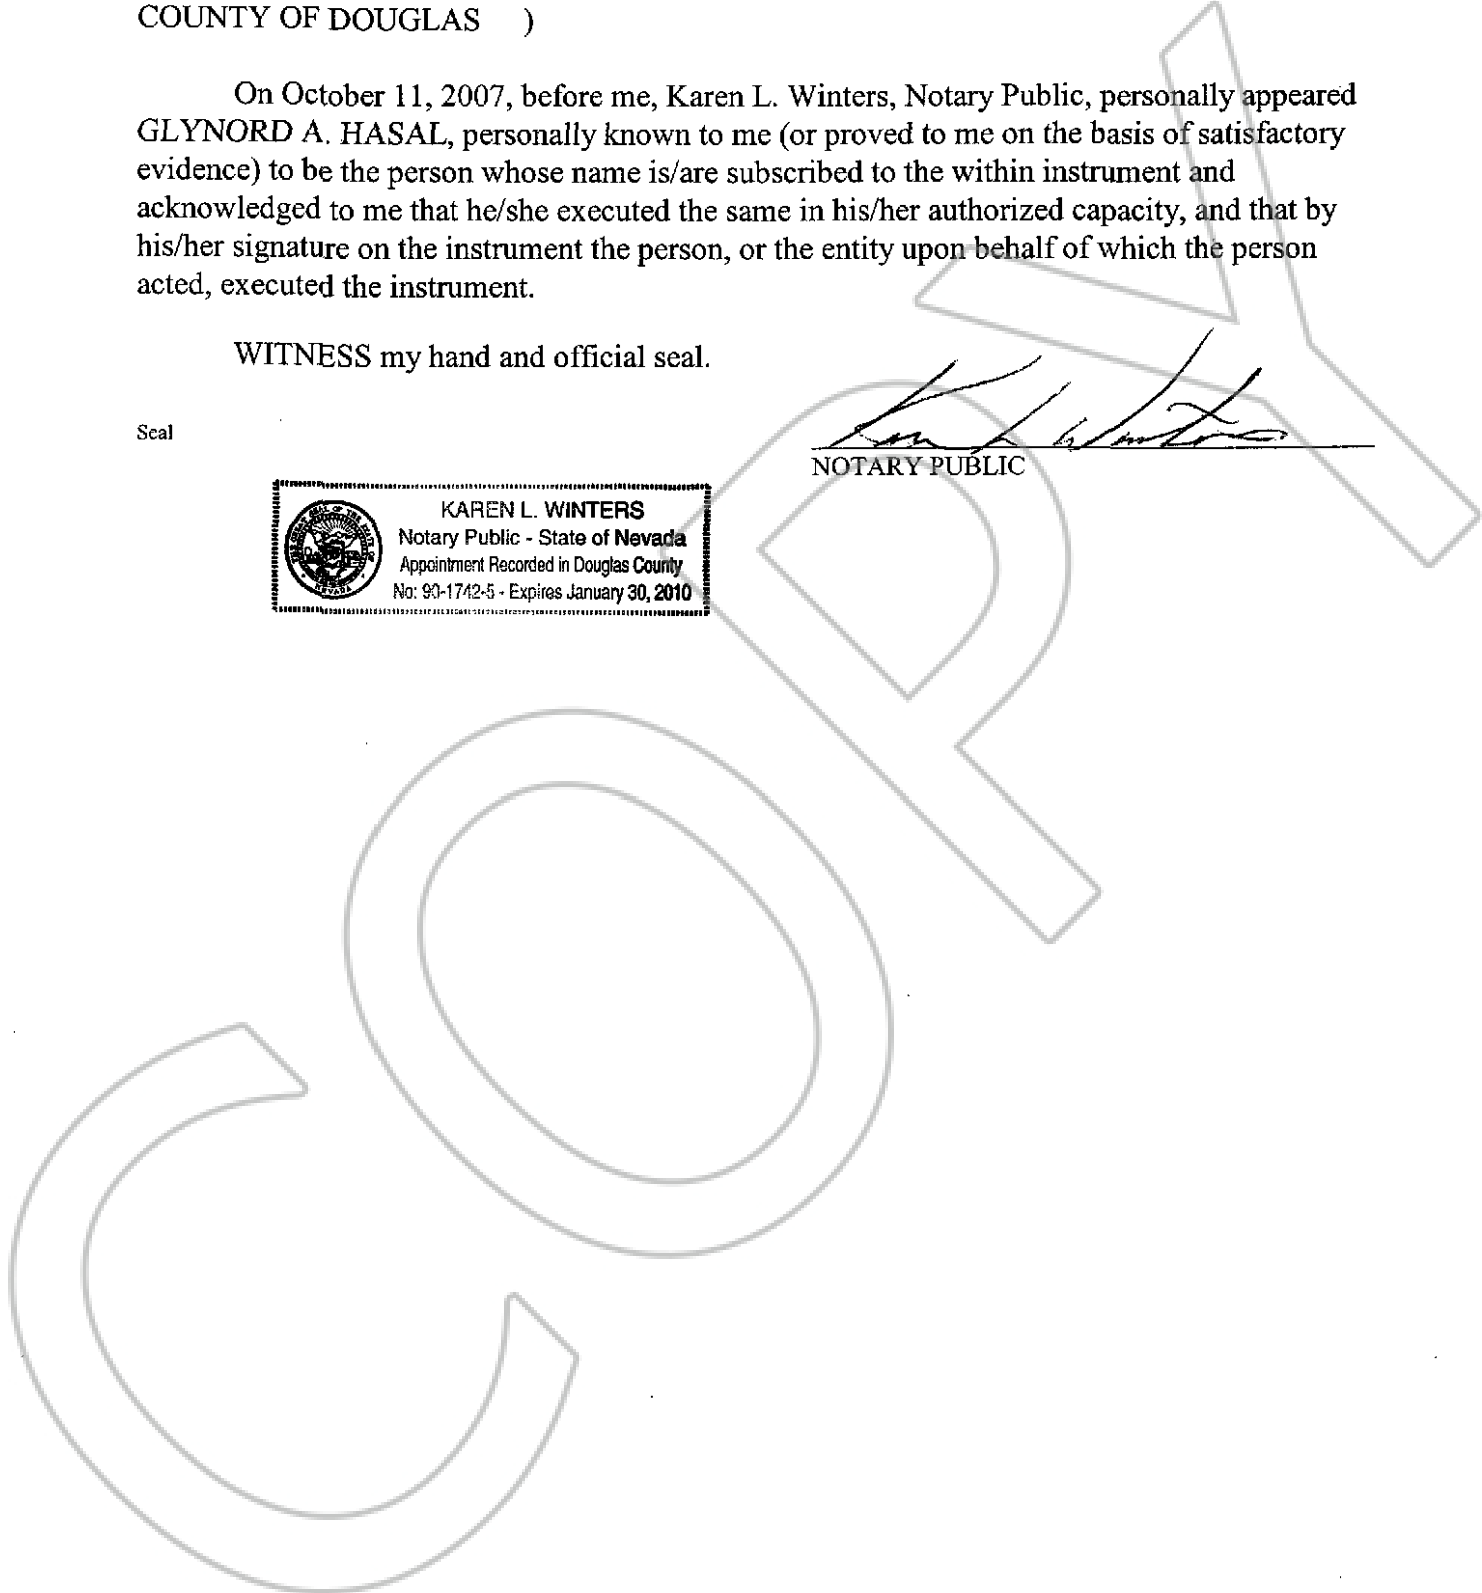 COUNTY OF DOUGLAS )
On October 11, 2007, before me, Karen L. Winters, Notary Public, personally appeared
GLYNORD A. HASAL, personally known to me (or proved to me on the basis of satisfactory
evidence) to be the person whose name is/are subscribed to the within instrument and
acknowledged to me that he/she executed the same in his/her authorized capacity, and that by
his/her signature on the instrument the person, or the entity upon behalf of which the person
acted, executed the instrument.
WITNESS my hand and official seal.
Seal
NOTARY PUBLIC
KAREN L. WINTERS
Notary Public - State of Nevada
Appointment Recorded in Douglas County
No: 90-1742-5 - Expires January 30, 2010
COPY